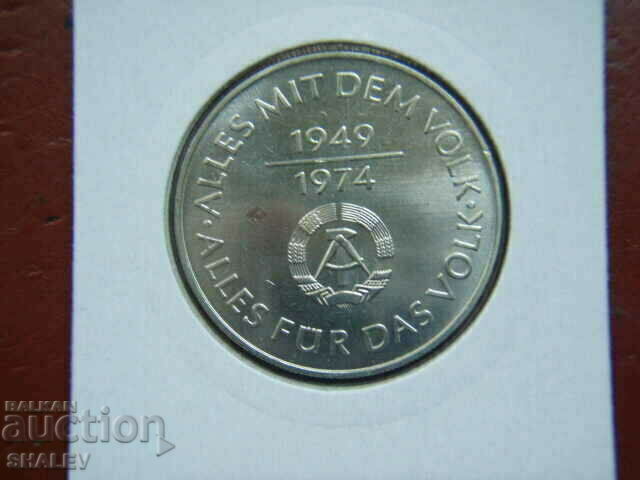 · ALLES MIT DEM VOLK ·
1949
1974
ALLES FÜR DAS VOLK
BALKAN
auction
SHALEV